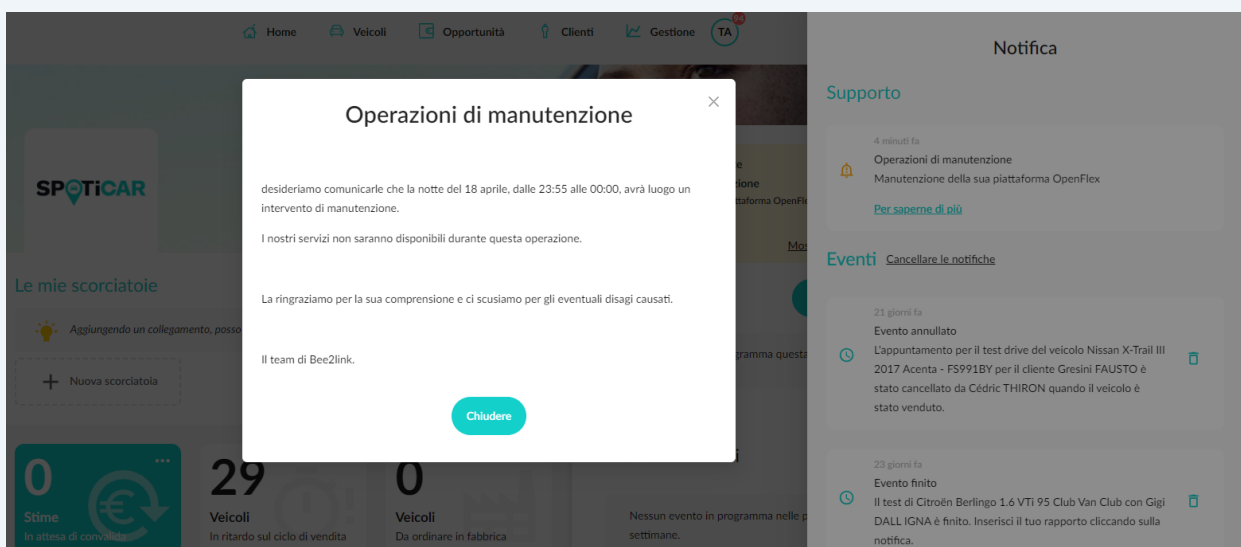 Home
Veicoli
Opportunità
Clienti
Gestione
TA
94
Notifica
Supporto
4 minuti fa
Operazioni di manutenzione
Manutenzione della sua piattaforma OpenFlex
Per saperne di più
Eventi Cancellare le notifiche
21 giorni fa
Evento annullato
L'appuntamento per il test drive del veicolo Nissan X-Trail III
2017 Acenta - FS991BY per il cliente Gresini FAUSTO è
stato cancellato da Cédric THIRON quando il veicolo è
stato venduto.
23 giorni fa
Evento finito
Il test di Citroën Berlingo 1.6 VTi 95 Club Van Club con Gigi
DALL IGNA è finito. Inserisci il tuo rapporto cliccando sulla
notifica.
Operazioni di manutenzione
desideriamo comunicarle che la notte del 18 aprile, dalle 23:55 alle 00:00, avrà luogo un
intervento di manutenzione.
I nostri servizi non saranno disponibili durante questa operazione.
La ringraziamo per la sua comprensione e ci scusiamo per gli eventuali disagi causati.
Il team di Bee2link.
Chiudere
SPOTiCAR
Le mie scorciatoie
Aggiungendo un collegamento, posso
Nuova scorciatoia
0
Stime
In attesa di convalida
29
Veicoli
In ritardo sul ciclo di vendita
0
Veicoli
Da ordinare in fabbrica
Nessun evento in programma nelle p
settimane.